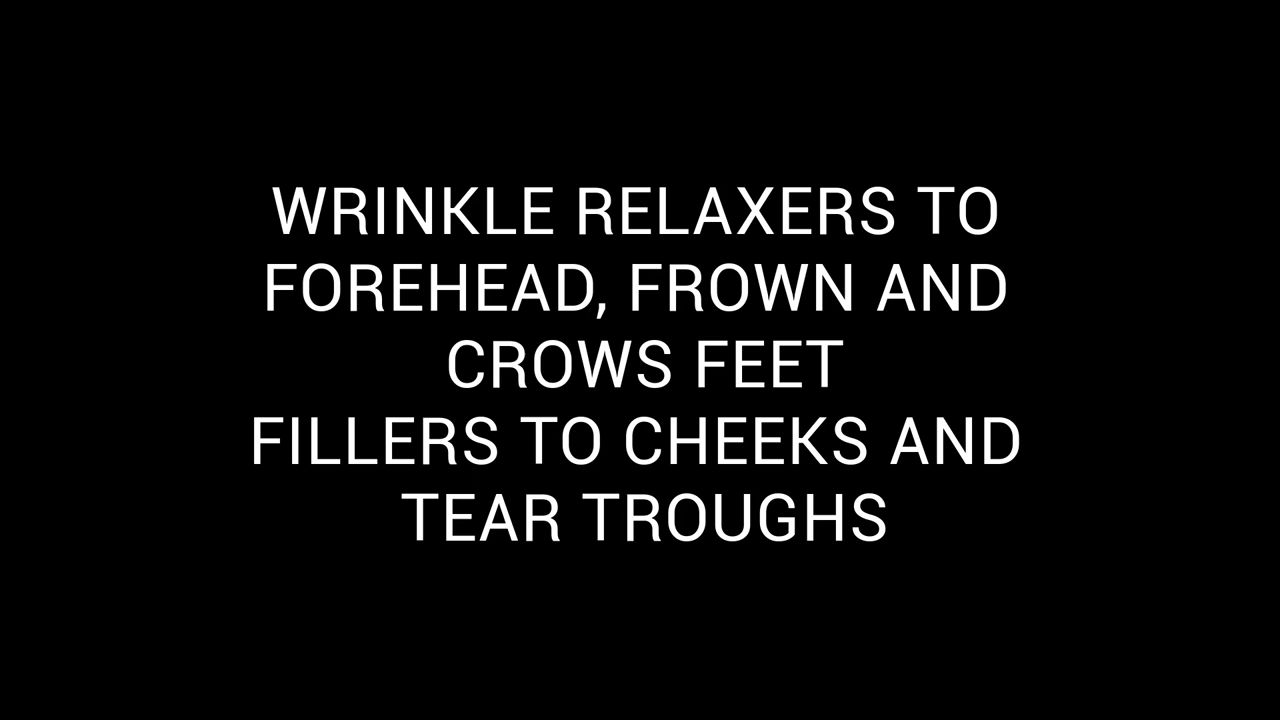 WRINKLE RELAXERS TO
FOREHEAD, FROWN AND
CROWS FEET
FILLERS TO CHEEKS AND
TEAR TROUGHS